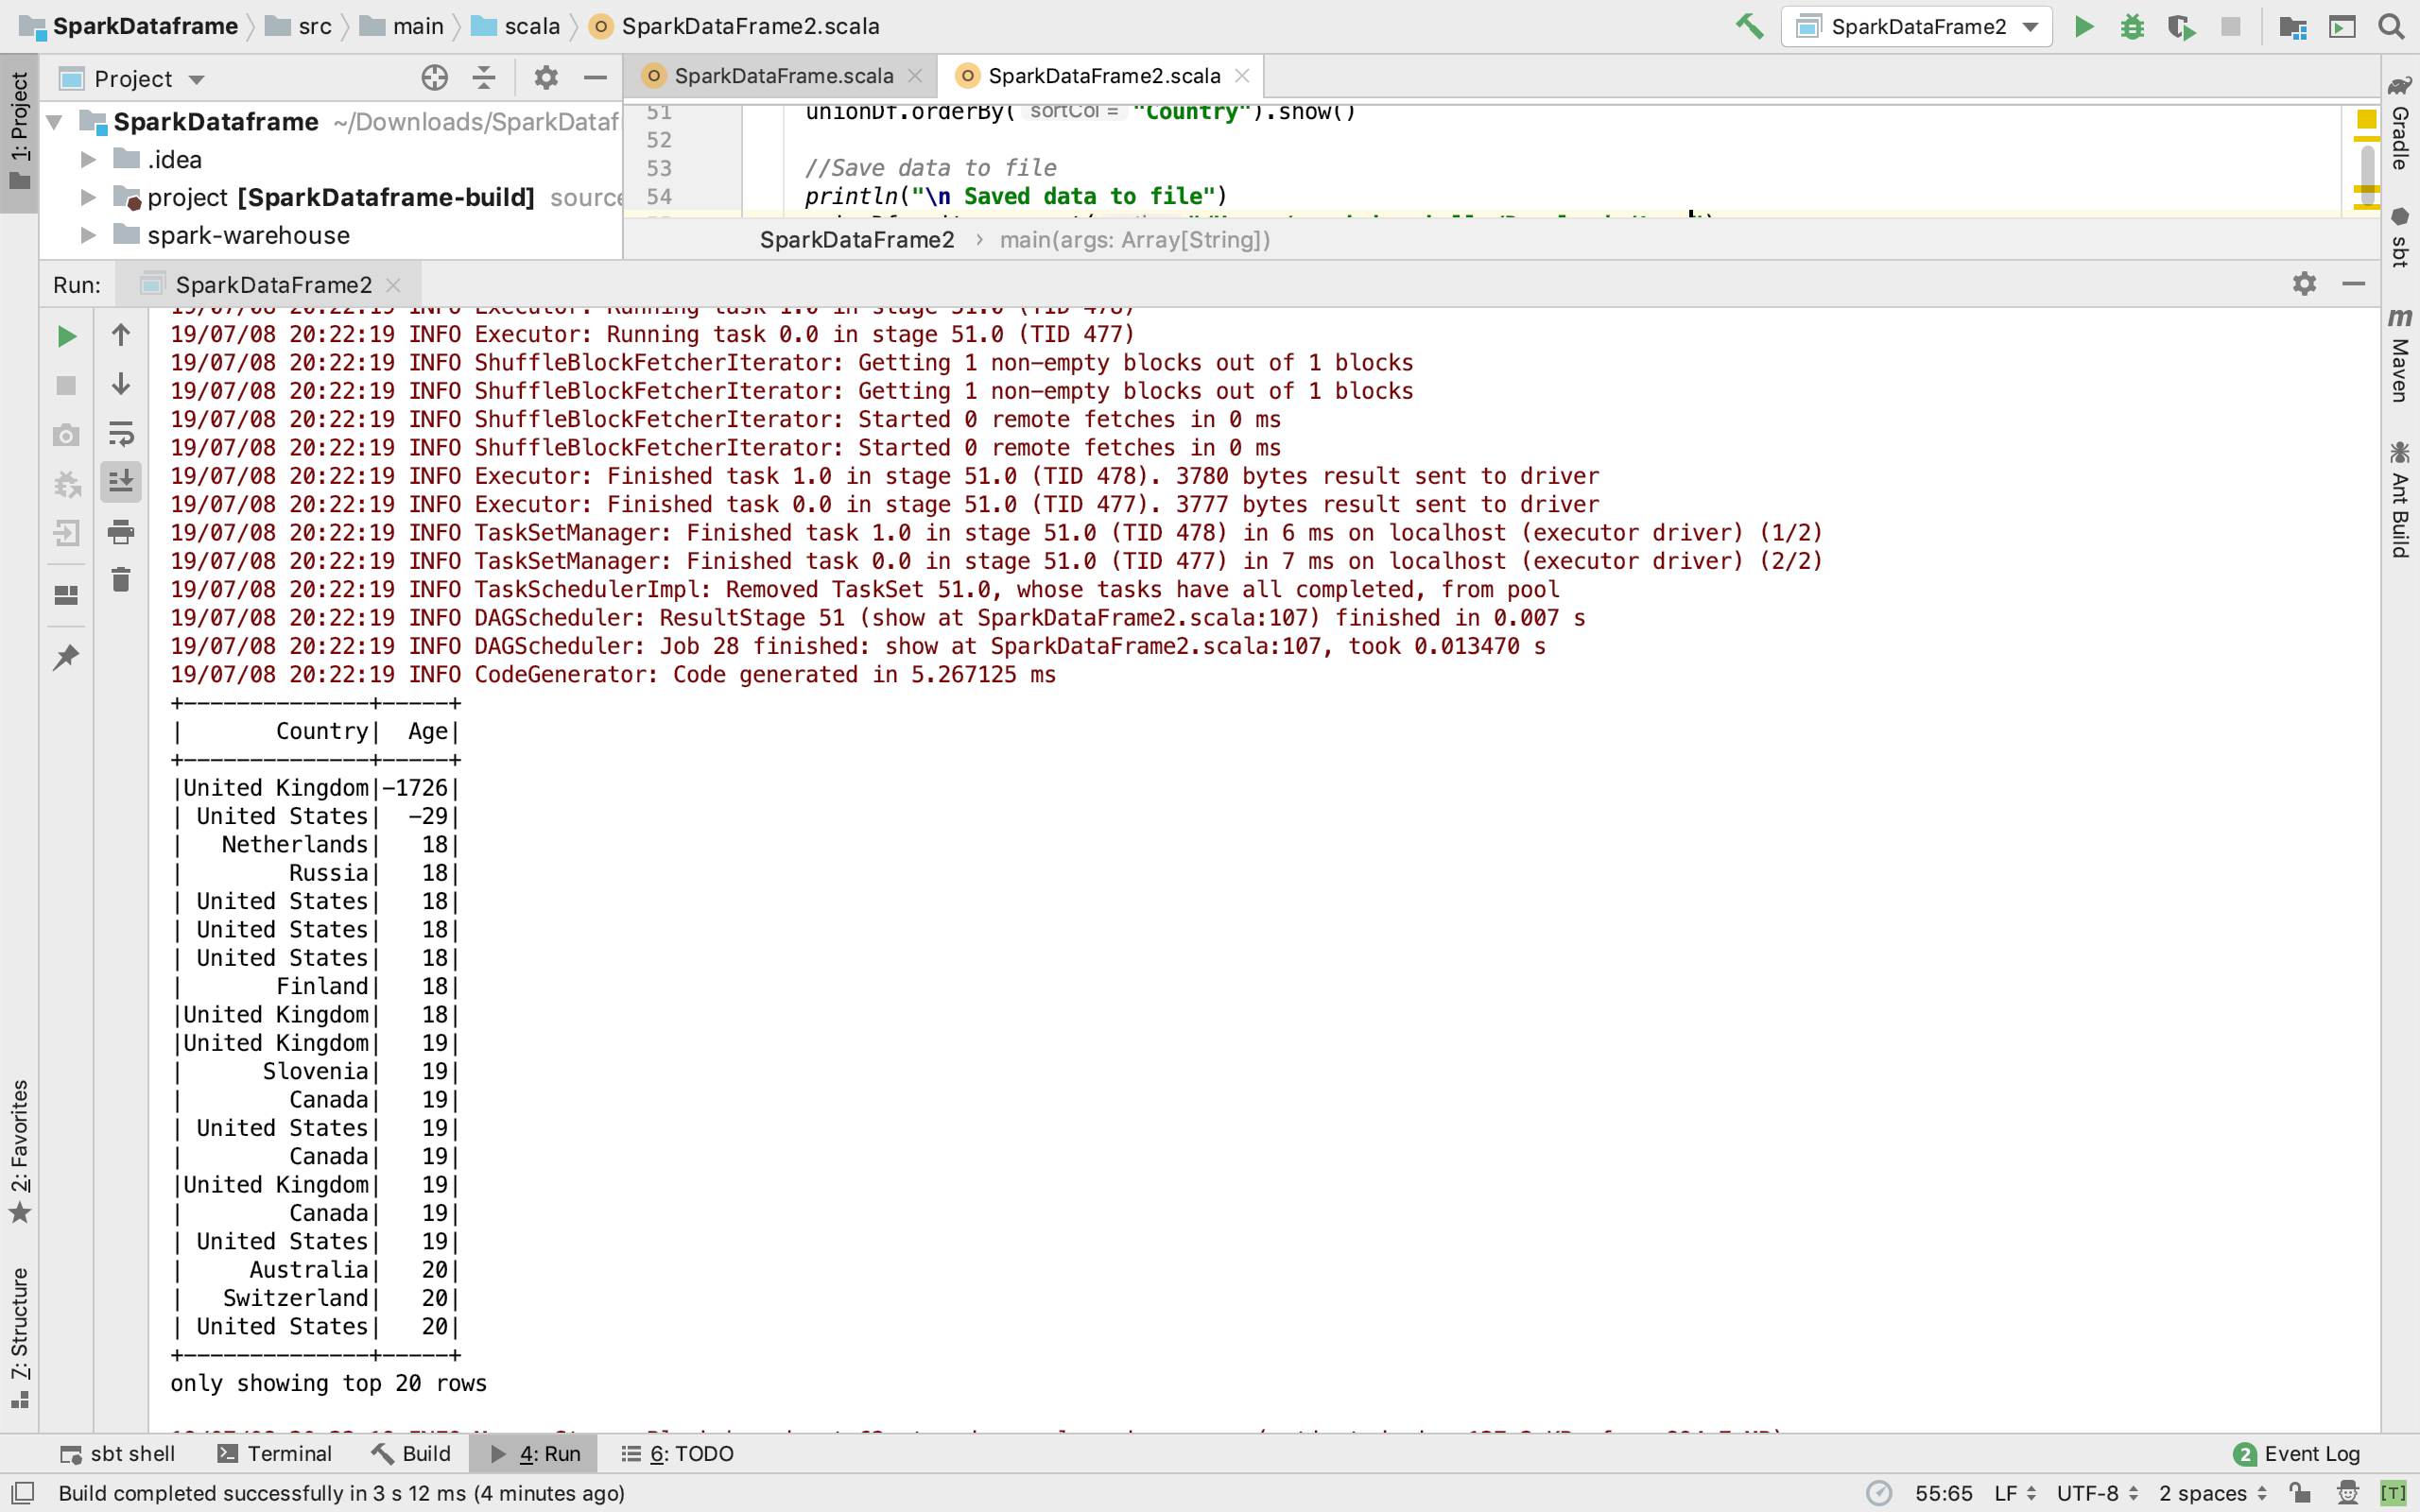 SparkDataframe src main scala SparkDataFrame2.scala SparkDataFrame2
Project SparkDataFrame.scala SparkDataFrame2.scala
1: Project
SparkDataframe ~/Downloads/SparkDataf
.idea
project [SparkDataframe-build] source
spark-warehouse
51 unionDf.orderBy( sortCol = "Country").show()
52
53 //Save data to file
54 println("\n Saved data to file")
SparkDataFrame2 › main(args: Array[String])
Gradle
sbt
Maven
Ant Build
Run: SparkDataFrame2
19/07/08 20:22:19 INFO Executor: Running task 1.0 in stage 51.0 (TID 478)
19/07/08 20:22:19 INFO Executor: Running task 0.0 in stage 51.0 (TID 477)
19/07/08 20:22:19 INFO ShuffleBlockFetcherIterator: Getting 1 non-empty blocks out of 1 blocks
19/07/08 20:22:19 INFO ShuffleBlockFetcherIterator: Getting 1 non-empty blocks out of 1 blocks
19/07/08 20:22:19 INFO ShuffleBlockFetcherIterator: Started 0 remote fetches in 0 ms
19/07/08 20:22:19 INFO ShuffleBlockFetcherIterator: Started 0 remote fetches in 0 ms
19/07/08 20:22:19 INFO Executor: Finished task 1.0 in stage 51.0 (TID 478). 3780 bytes result sent to driver
19/07/08 20:22:19 INFO Executor: Finished task 0.0 in stage 51.0 (TID 477). 3777 bytes result sent to driver
19/07/08 20:22:19 INFO TaskSetManager: Finished task 1.0 in stage 51.0 (TID 478) in 6 ms on localhost (executor driver) (1/2)
19/07/08 20:22:19 INFO TaskSetManager: Finished task 0.0 in stage 51.0 (TID 477) in 7 ms on localhost (executor driver) (2/2)
19/07/08 20:22:19 INFO TaskSchedulerImpl: Removed TaskSet 51.0, whose tasks have all completed, from pool
19/07/08 20:22:19 INFO DAGScheduler: ResultStage 51 (show at SparkDataFrame2.scala:107) finished in 0.007 s
19/07/08 20:22:19 INFO DAGScheduler: Job 28 finished: show at SparkDataFrame2.scala:107, took 0.013470 s
19/07/08 20:22:19 INFO CodeGenerator: Code generated in 5.267125 ms
+--------------+-----+
|       Country|  Age|
+--------------+-----+
|United Kingdom|-1726|
| United States|  -29|
|   Netherlands|   18|
|        Russia|   18|
| United States|   18|
| United States|   18|
| United States|   18|
|       Finland|   18|
|United Kingdom|   18|
|United Kingdom|   19|
|      Slovenia|   19|
|        Canada|   19|
| United States|   19|
|        Canada|   19|
|United Kingdom|   19|
|        Canada|   19|
| United States|   19|
|     Australia|   20|
|   Switzerland|   20|
| United States|   20|
+--------------+-----+
only showing top 20 rows
2: Favorites
7: Structure
sbt shell Terminal Build 4: Run 6: TODO 2 Event Log
Build completed successfully in 3 s 12 ms (4 minutes ago) 55:65 LF UTF-8 2 spaces [T]